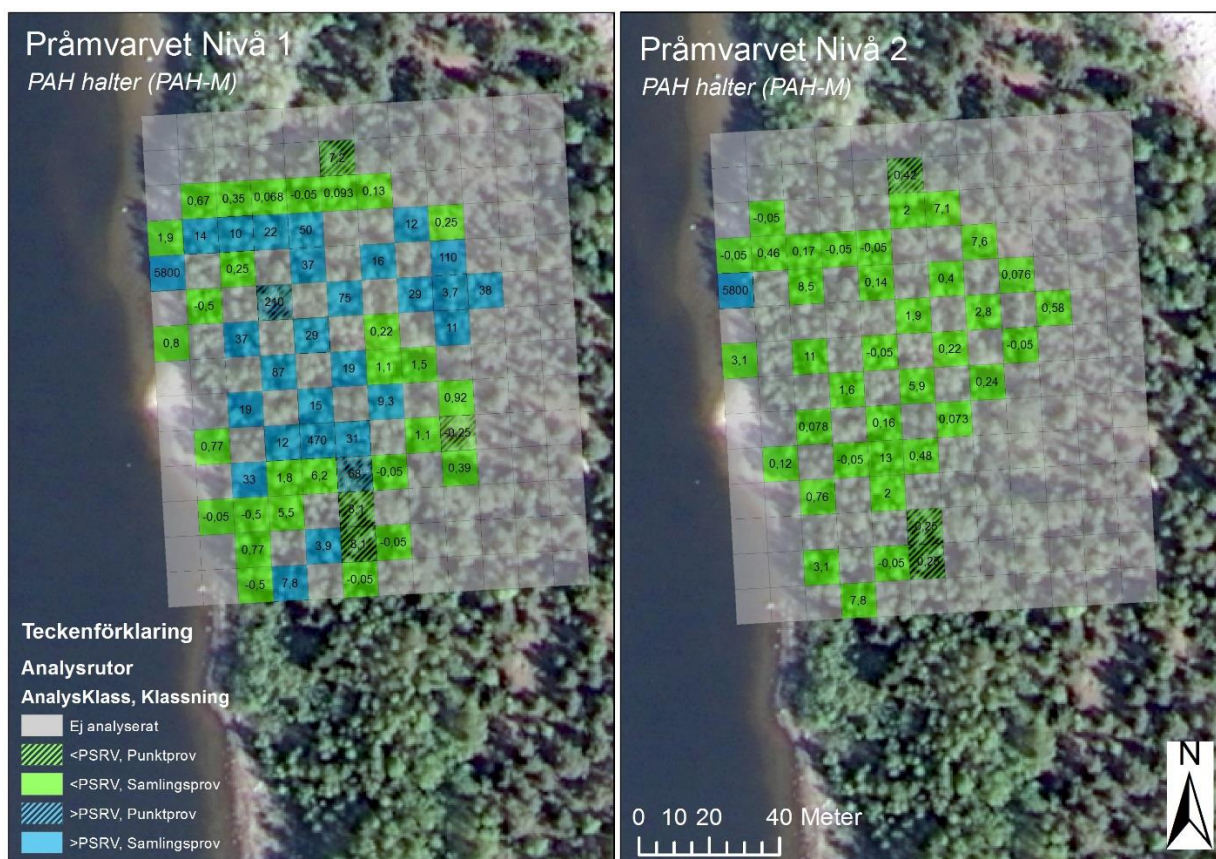 Pråmvarvet Nivå 1
PAH halter (PAH-M)
7,2
0,67 0,35 0,068 -0,05 0,093 0,13
1,9 14 10 22 50 12 0,25
5800 0,25 37 16 110
-0,5 210 75 29 3,7 38
0,8 37 29 0,22 11
87 19 1,1 1,5
19 15 9,3 0,92
0,77 12 470 31 1,1 -0,25
33 1,8 6,2 68 -0,05 0,39
-0,05 -0,5 5,5 8,1
0,77 3,9 8,1 -0,05
-0,5 7,8 -0,05
Teckenförklaring
Analysrutor
AnalysKlass, Klassning
Ej analyserat
<PSRV, Punktprov
<PSRV, Samlingsprov
>PSRV, Punktprov
>PSRV, Samlingsprov
Pråmvarvet Nivå 2
PAH halter (PAH-M)
0,42
-0,05 2 7,1
-0,05 0,46 0,17 -0,05 -0,05 7,6
5800 8,5 0,14 0,4 0,076
1,9 2,8 0,58
3,1 11 -0,05 0,22 -0,05
1,6 5,9 0,24
0,078 0,16 0,073
0,12 -0,05 13 0,48
0,76 2
0,25
3,1 -0,05 0,25
7,8
N
0 10 20 40 Meter